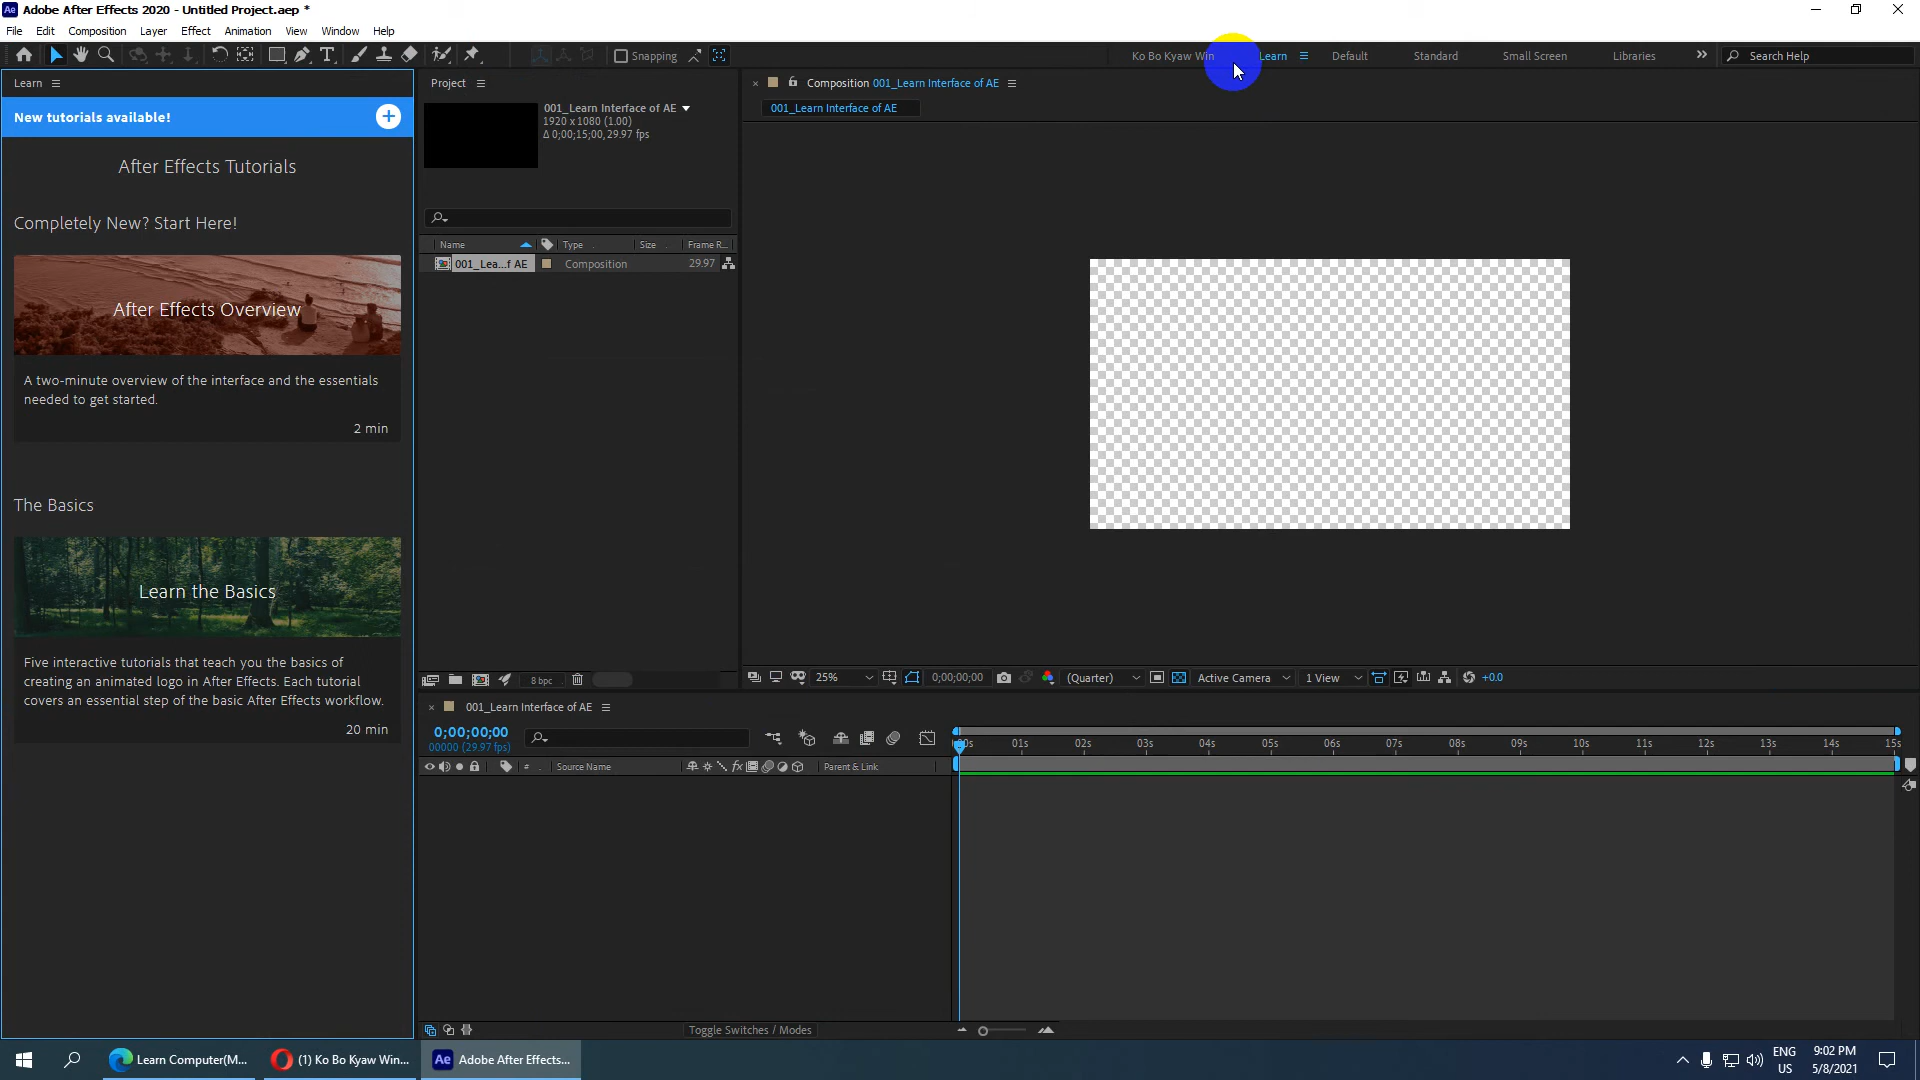 Adobe After Effects 2020 - Untitled Project.aep *
File Edit Composition Layer Effect Animation View Window Help
Snapping
Ko Bo Kyaw Win Learn Default Standard Small Screen Libraries Search Help
Learn
New tutorials available!
After Effects Tutorials
Completely New? Start Here!
After Effects Overview
A two-minute overview of the interface and the essentials
needed to get started.
2 min
The Basics
Learn the Basics
Five interactive tutorials that teach you the basics of
creating an animated logo in After Effects. Each tutorial
covers an essential step of the basic After Effects workflow.
20 min
Project
001_Learn Interface of AE
1920 x 1080 (1.00)
Δ 0;00;15;00, 29.97 fps
Name Type Size Frame R...
001_Lea...f AE Composition 29.97
8 bpc
Composition 001_Learn Interface of AE
001_Learn Interface of AE
25% 0;00;00;00 (Quarter) Active Camera 1 View +0.0
001_Learn Interface of AE
0;00;00;00
00000 (29.97 fps)
# Source Name fx Parent & Link
00s 01s 02s 03s 04s 05s 06s 07s 08s 09s 10s 11s 12s 13s 14s 15s
Toggle Switches / Modes
Learn Computer(M... (1) Ko Bo Kyaw Win... Ae Adobe After Effects...
ENG
US
9:02 PM
5/8/2021